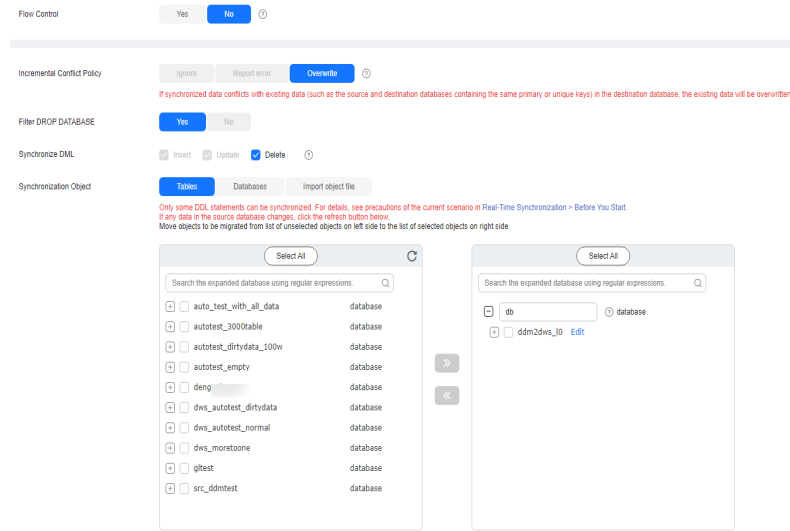 Flow Control Yes No
Incremental Conflict Policy Ignore Report error Overwrite
If synchronized data conflicts with existing data (such as the source and destination databases containing the same primary or unique keys) in the destination database, the existing data will be overwritten
Filter DROP DATABASE Yes No
Synchronize DML Insert Update Delete
Synchronization Object Tables Databases Import object file
Only some DDL statements can be synchronized. For details, see precautions of the current scenario in Real-Time Synchronization > Before You Start.
If any data in the source database changes, click the refresh button below.
Move objects to be migrated from list of unselected objects on left side to the list of selected objects on right side.
Select All
Search the expanded database using regular expressions.
auto_test_with_all_data database
autotest_3000table database
autotest_dirtydata_100w database
autotest_empty database
deng database
dws_autotest_dirtydata database
dws_autotest_normal database
dws_moretoone database
gltest database
src_ddmtest database
Select All
Search the expanded database using regular expressions.
db database
ddm2dws_l0 Edit